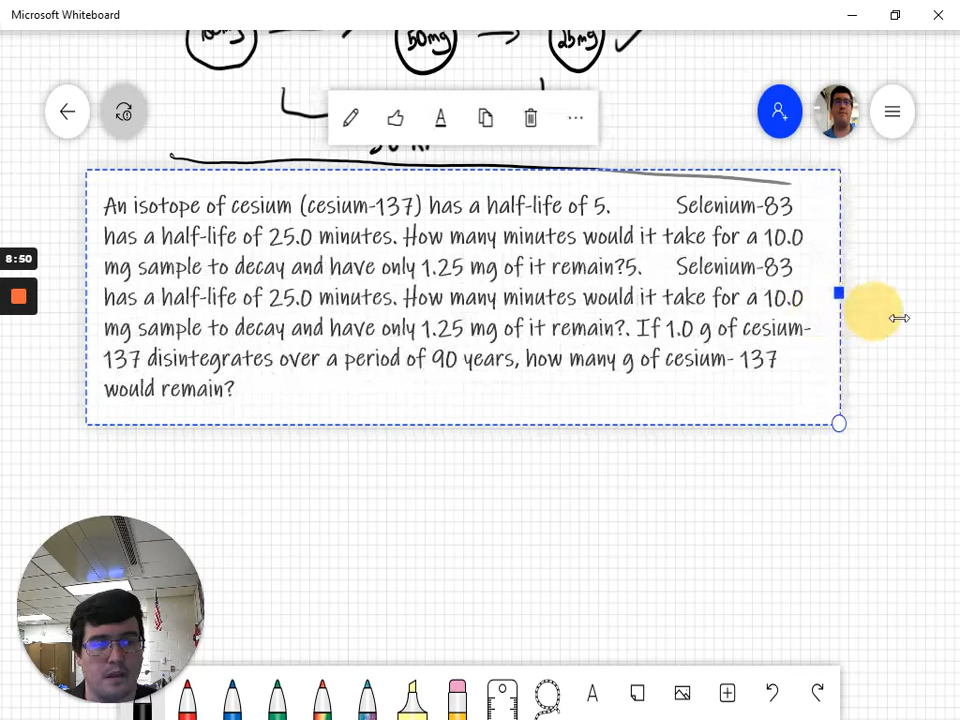 Microsoft Whiteboard
50mg
25mg
8:50
An isotope of cesium (cesium-137) has a half-life of 5. Selenium-83
has a half-life of 25.0 minutes. How many minutes would it take for a 10.0
mg sample to decay and have only 1.25 mg of it remain?5. Selenium-83
has a half-life of 25.0 minutes. How many minutes would it take for a 10.0
mg sample to decay and have only 1.25 mg of it remain?. If 1.0 g of cesium-
137 disintegrates over a period of 90 years, how many g of cesium- 137
would remain?